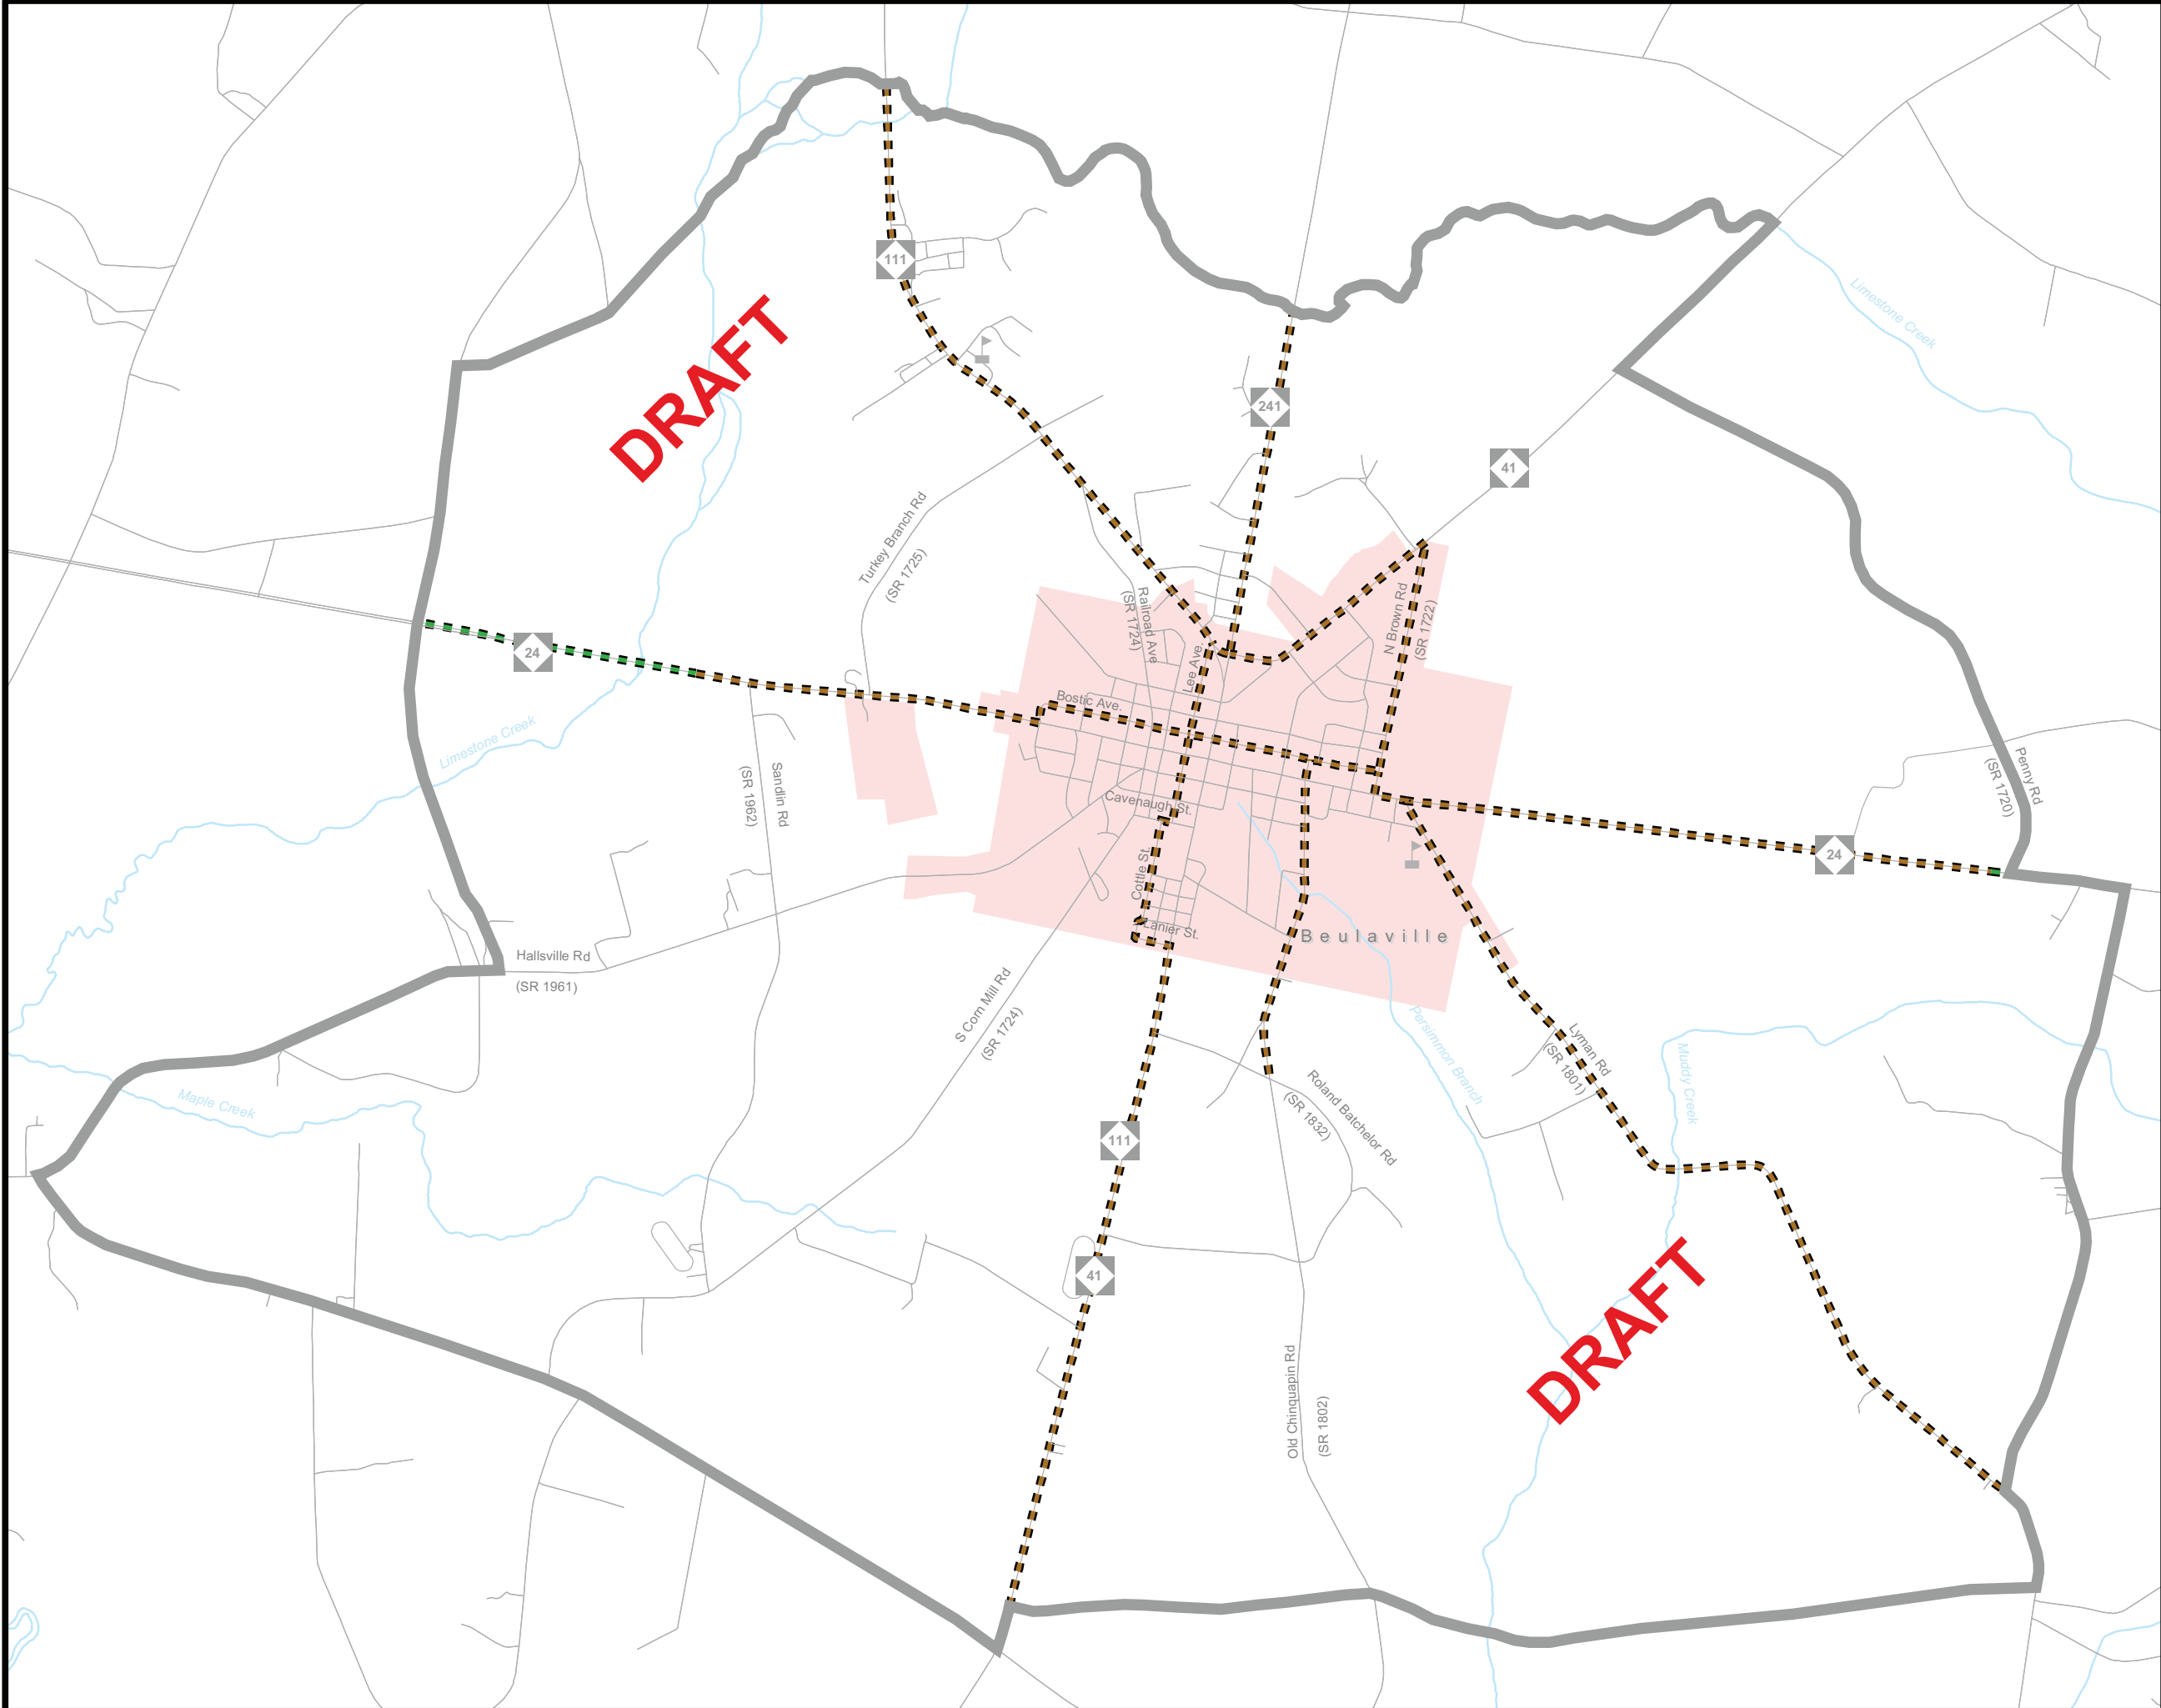 111
Limestone Creek
DRAFT
241
41
Turkey Branch Rd
(SR 1725)
Railroad Ave
(SR 1724)
N Brown Rd
(SR 1722)
24
Lee Ave.
Bostic Ave.
Limestone Creek
Sandlin Rd
(SR 1962)
Penny Rd
(SR 1720)
Cavenaugh St.
24
Cottle St.
Lanier St.
Beulaville
Hallsville Rd
(SR 1961)
S Corn Mill Rd
(SR 1724)
Persimmon Branch
Lyman Rd
(SR 1801)
Muddy Creek
Maple Creek
Roland Batchelor Rd
(SR 1832)
111
41
DRAFT
Old Chinquapin Rd
(SR 1802)